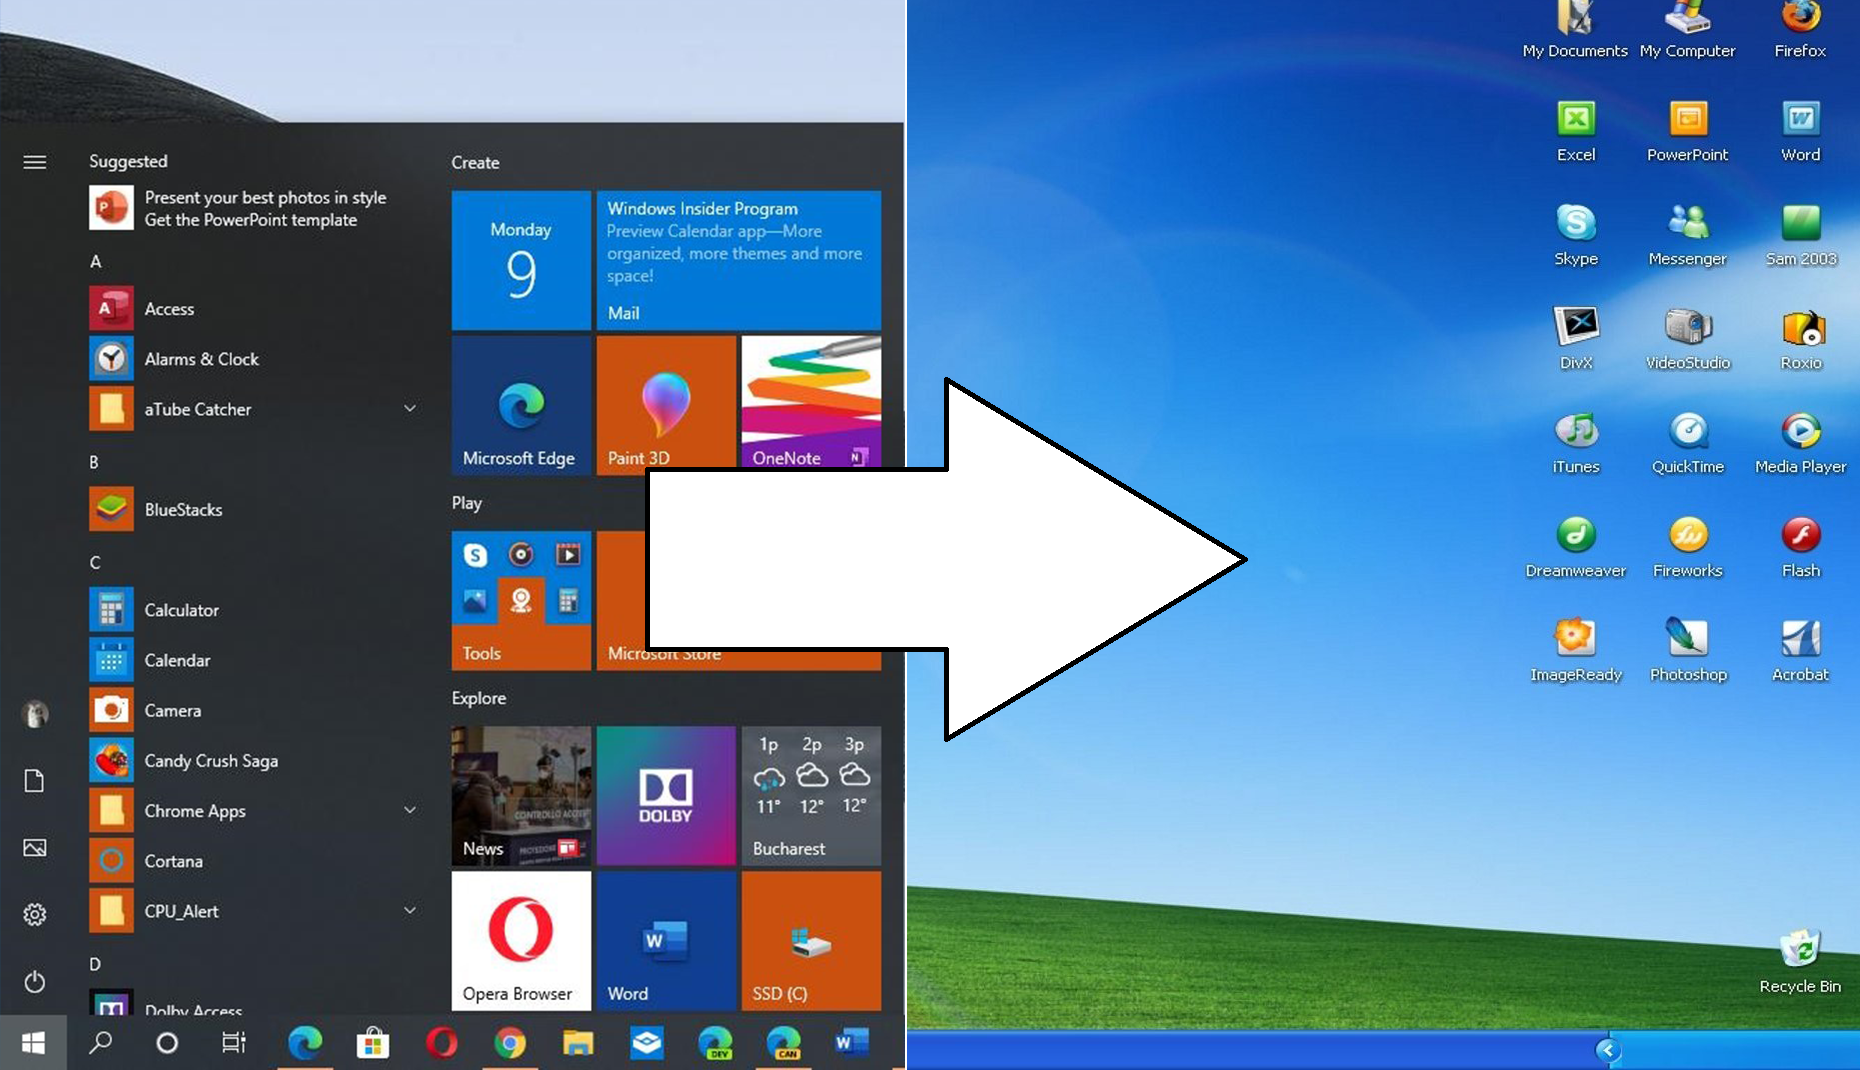 Suggested
Present your best photos in style
Get the PowerPoint template
A
Access
Alarms & Clock
aTube Catcher
B
BlueStacks
C
Calculator
Calendar
Camera
Candy Crush Saga
Chrome Apps
Cortana
CPU_Alert
D
Dolby Access
Create
Monday
9
Windows Insider Program
Preview Calendar app—More
organized, more themes and more
space!
Mail
Microsoft Edge
Paint 3D
OneNote
N
Play
Tools
Microsoft Store
Explore
News
CONTROLLO
DOLBY
1p 2p 3p
11° 12° 12°
Bucharest
Opera Browser
W
Word
SSD (C)
DEV
CAN
W
My Documents My Computer Firefox
Excel PowerPoint Word
Skype Messenger Sam 2003
DivX VideoStudio Roxio
iTunes QuickTime Media Player
Dreamweaver Fireworks Flash
ImageReady Photoshop Acrobat
Recycle Bin